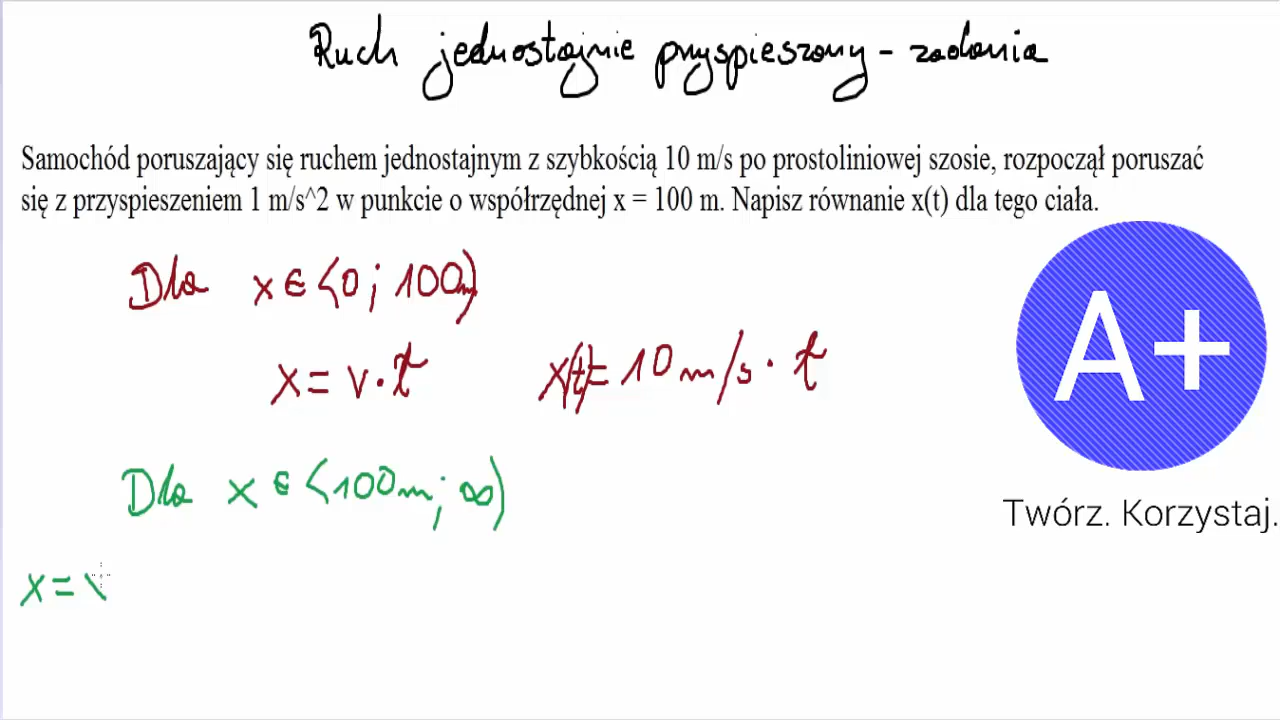 Ruch jednostajnie przyspieszony - zadania
Samochód poruszający się ruchem jednostajnym z szybkością 10 m/s po prostoliniowej szosie, rozpoczął poruszać
się z przyspieszeniem 1 m/s^2 w punkcie o współrzędnej x = 100 m. Napisz równanie x(t) dla tego ciała.
Dla x ∈ <0; 100m)
x = v · t x(t) = 10 m/s · t
Dla x ∈ <100m; ∞)
x = v
A+
Twórz. Korzystaj.